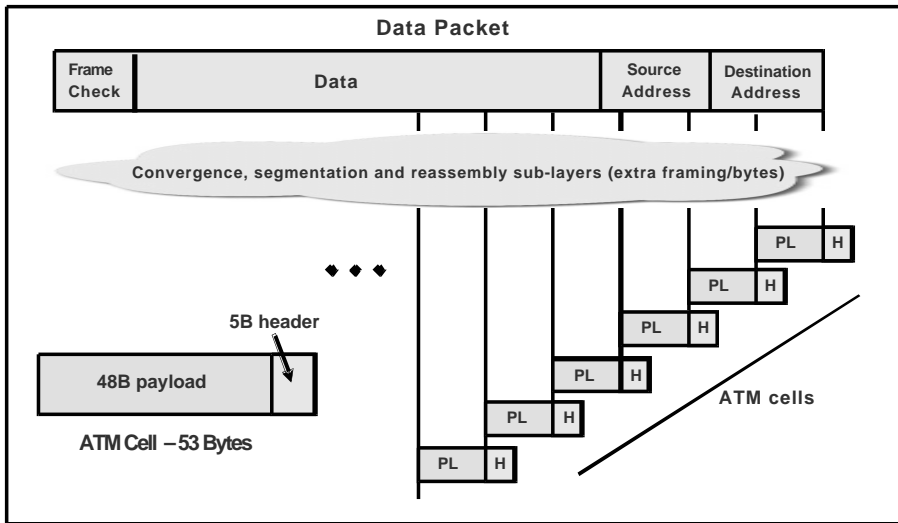 Data Packet
Frame
Check
Data
Source
Address
Destination
Address
Convergence, segmentation and reassembly sub-layers (extra framing/bytes)
PL H
PL H
PL H
PL H
PL H
PL H
5B header
48B payload
ATM Cell – 53 Bytes
ATM cells